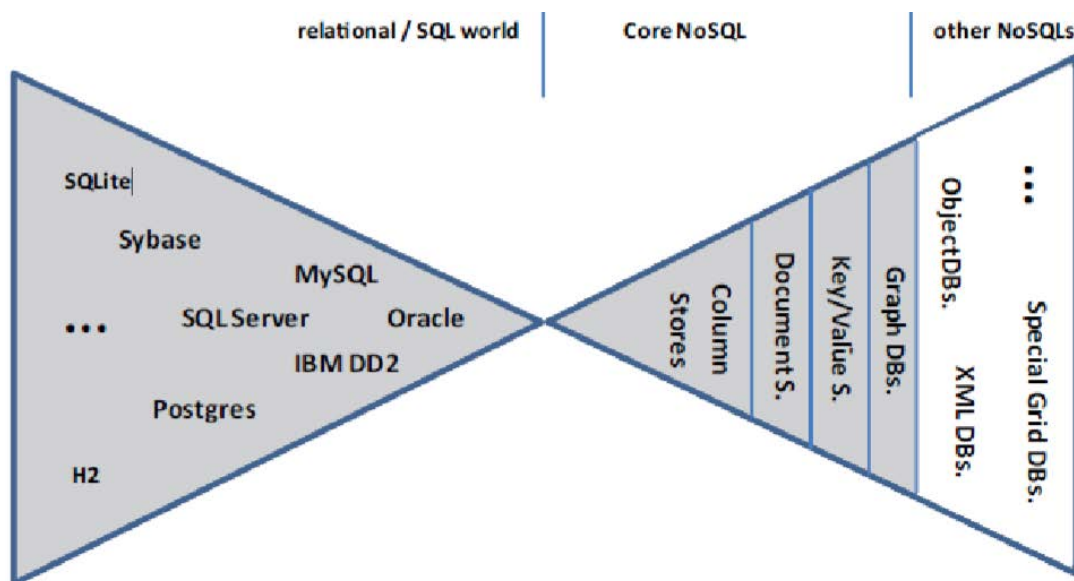 relational / SQL world
Core NoSQL
other NoSQLs
SQLite
Sybase
MySQL
...
SQL Server
Oracle
IBM DD2
Postgres
H2
Column
Stores
Document S.
Key/Value S.
Graph DBs.
ObjectDBs.
XML DBs.
...
Special Grid DBs.